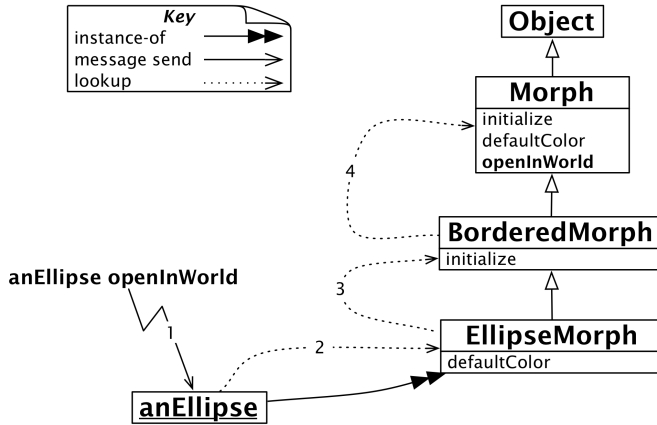 Key
instance-of
message send
lookup
Object
Morph
initialize
defaultColor
openInWorld
4
BorderedMorph
initialize
3
anEllipse openInWorld
1
2
EllipseMorph
defaultColor
anEllipse